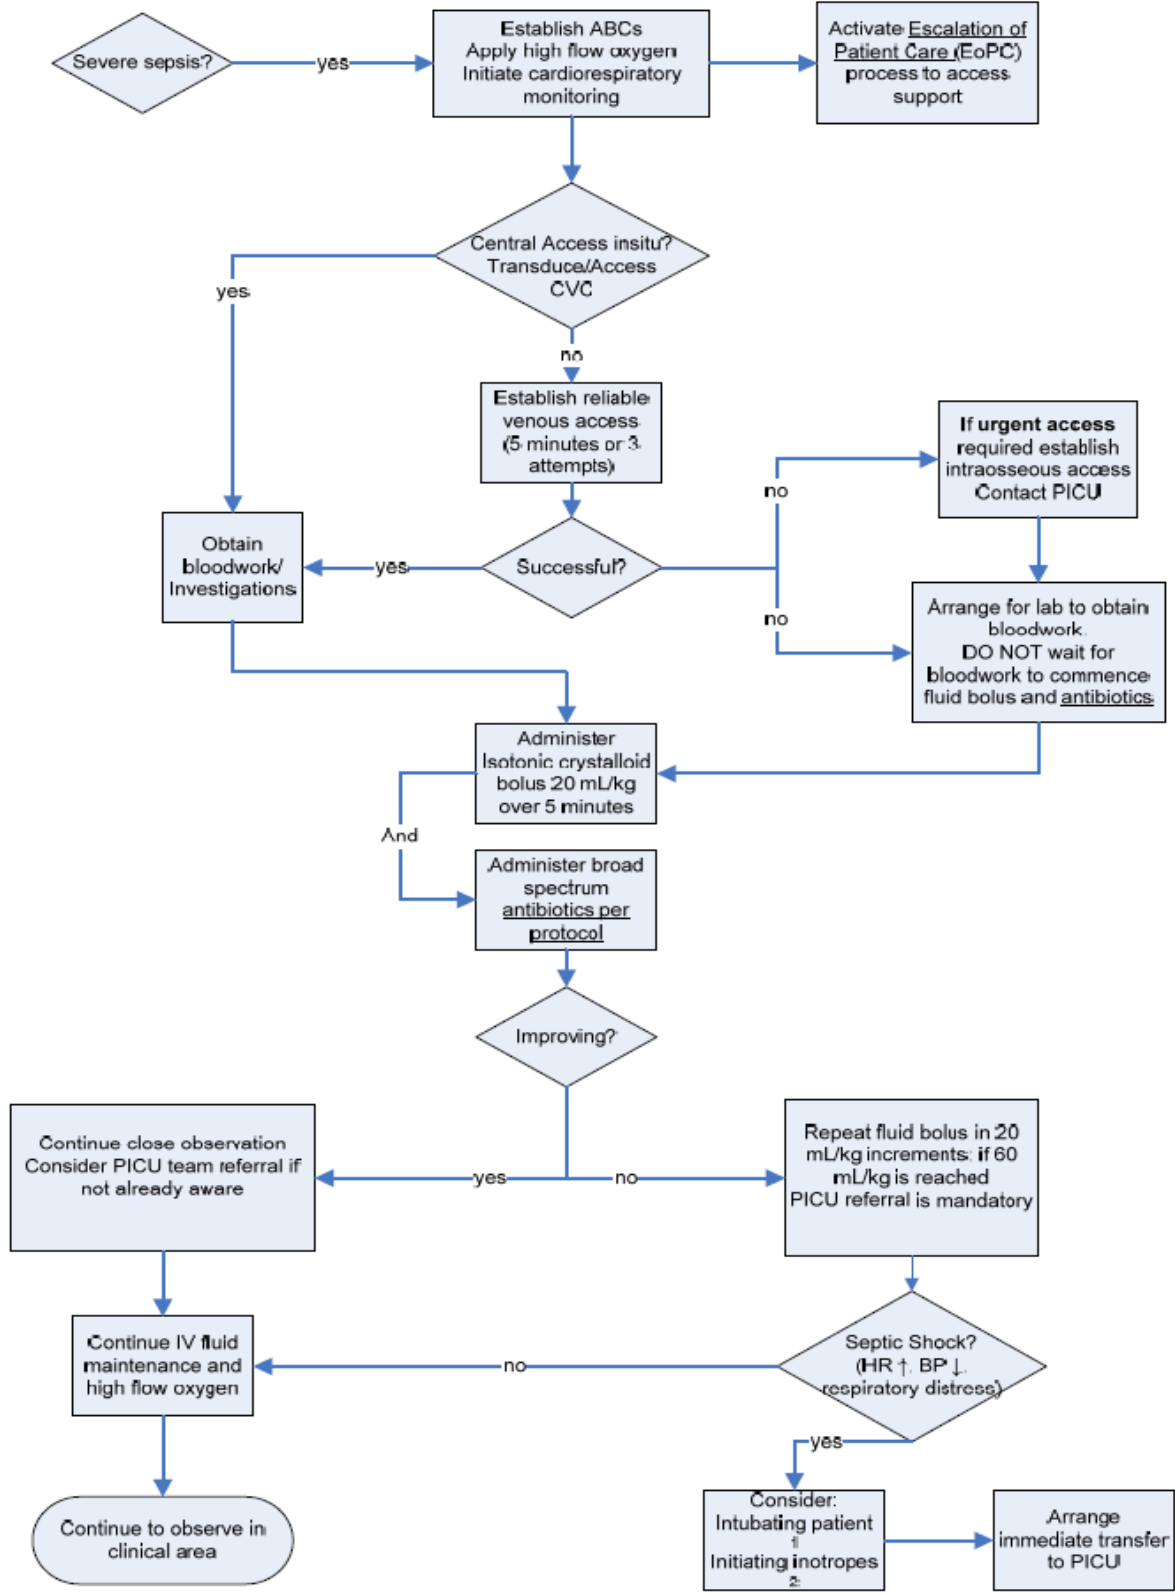 Severe sepsis?
yes
Establish ABCs
Apply high flow oxygen
Initiate cardiorespiratory
monitoring
Activate Escalation of
Patient Care (EoPC)
process to access
support
Central Access insitu?
Transduce/Access
CVC
yes
no
Establish reliable
venous access
(5 minutes or 3
attempts)
If urgent access
required establish
intraosseous access
Contact PICU
no
Obtain
bloodwork/
Investigations
yes
Successful?
no
Arrange for lab to obtain
bloodwork.
DO NOT wait for
bloodwork to commence
fluid bolus and antibiotics
Administer
Isotonic crystalloid
bolus 20 mL/kg
over 5 minutes
And
Administer broad
spectrum
antibiotics per
protocol
Improving?
Continue close observation
Consider PICU team referral if
not already aware
yes
no
Repeat fluid bolus in 20
mL/kg increments: if 60
mL/kg is reached
PICU referral is mandatory
Continue IV fluid
maintenance and
high flow oxygen
no
Septic Shock?
(HR ↑, BP ↓,
respiratory distress)
yes
Continue to observe in
clinical area
Consider:
Intubating patient
1
Initiating inotropes
2
Arrange
immediate transfer
to PICU